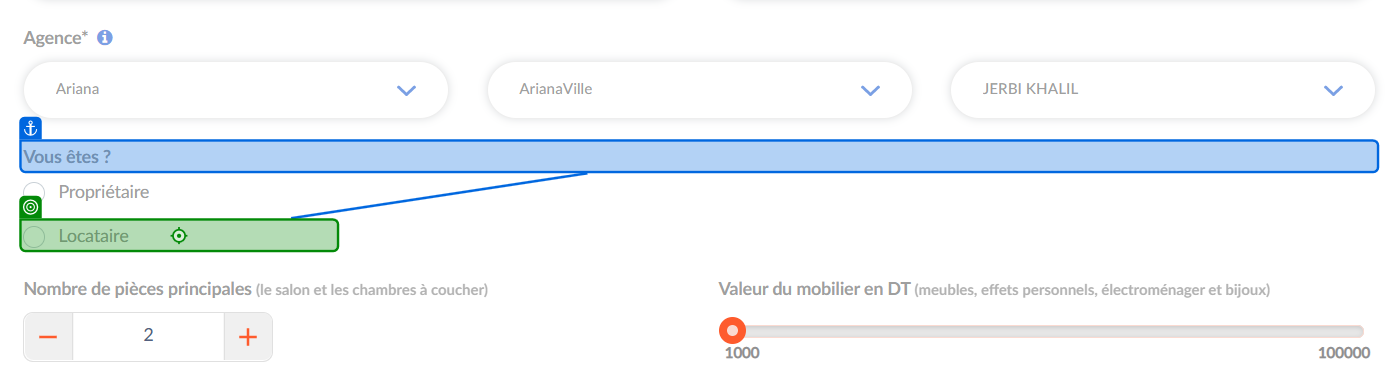 Agence*
Ariana ArianaVille JERBI KHALIL
Vous êtes ?
Propriétaire
Locataire
Nombre de pièces principales (le salon et les chambres à coucher) Valeur du mobilier en DT (meubles, effets personnels, électroménager et bijoux)
− 2 +
1000 100000